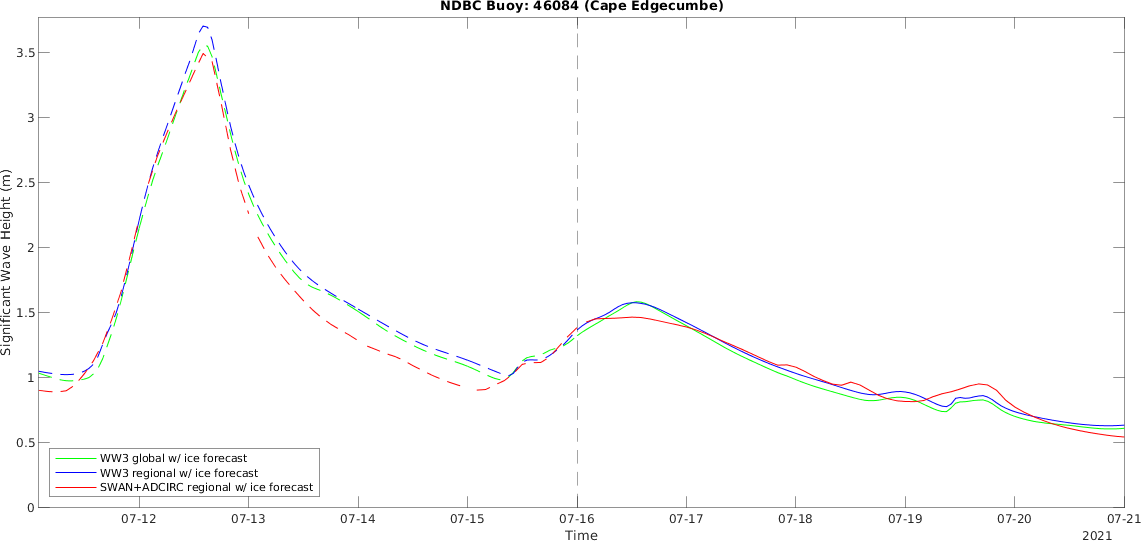 NDBC Buoy: 46084 (Cape Edgecumbe)
Significant Wave Height (m)
3.5
3
2.5
2
1.5
1
0.5
0
WW3 global w/ ice forecast
WW3 regional w/ ice forecast
SWAN+ADCIRC regional w/ ice forecast
07-12 07-13 07-14 07-15 07-16 07-17 07-18 07-19 07-20 07-21
Time
2021